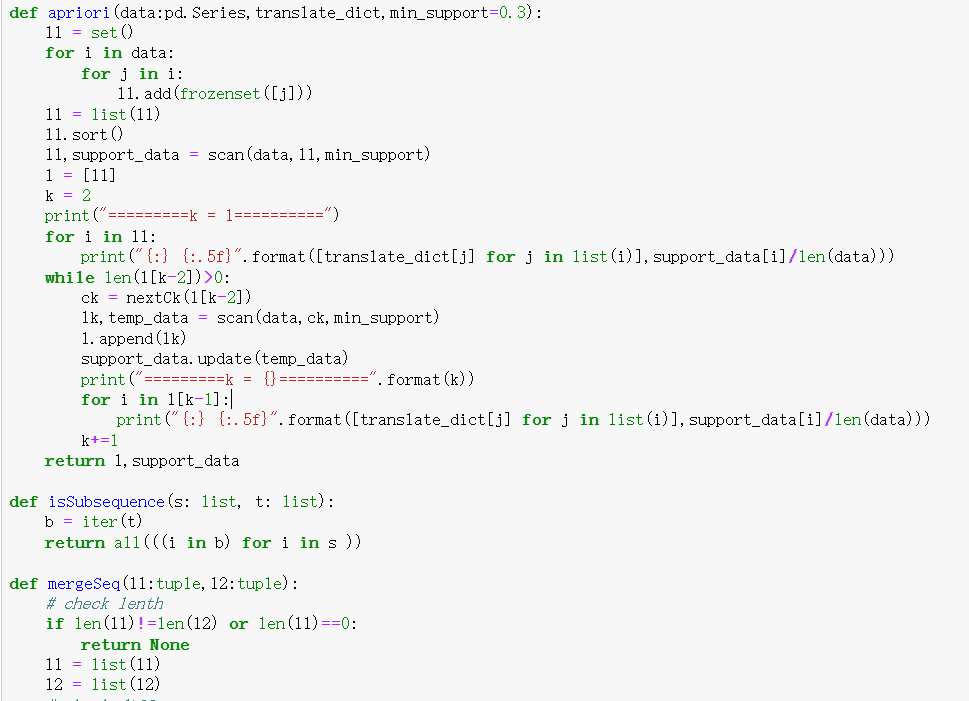 def apriori(data:pd.Series,translate_dict,min_support=0.3):
    l1 = set()
    for i in data:
        for j in i:
            l1.add(frozenset([j]))
    l1 = list(l1)
    l1.sort()
    l1,support_data = scan(data,l1,min_support)
    l = [l1]
    k = 2
    print("=========k = 1==========")
    for i in l1:
        print("{:} {:.5f}".format([translate_dict[j] for j in list(i)],support_data[i]/len(data)))
    while len(l[k-2])>0:
        ck = nextCk(l[k-2])
        lk,temp_data = scan(data,ck,min_support)
        l.append(lk)
        support_data.update(temp_data)
        print("=========k = {}==========".format(k))
        for i in l[k-1]:
            print("{:} {:.5f}".format([translate_dict[j] for j in list(i)],support_data[i]/len(data)))
        k+=1
    return l,support_data

def isSubsequence(s: list, t: list):
    b = iter(t)
    return all(((i in b) for i in s ))

def mergeSeq(l1:tuple,l2:tuple):
    # check lenth
    if len(l1)!=len(l2) or len(l1)==0:
        return None
    l1 = list(l1)
    l2 = list(l2)